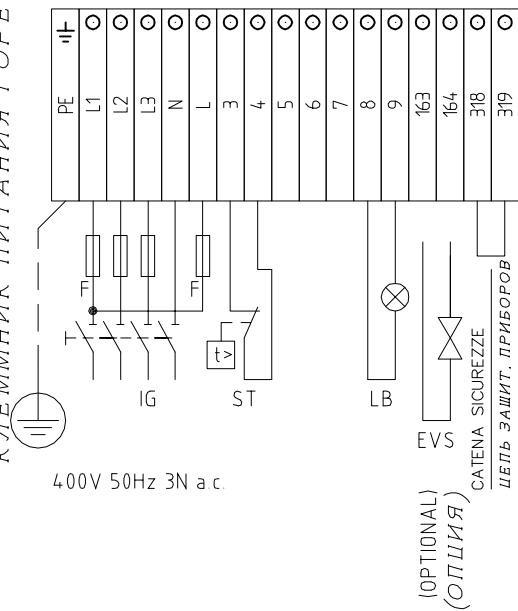 КЛЕММНИК ПИТАНИЯ ГОРЕ
PE L1 L2 L3 N L 3 4 5 6 7 8 9 163 164 318 319
F F
t>
IG ST LB EVS
400V 50Hz 3N a.c.
(OPTIONAL)
(ОПЦИЯ)
CATENA SICUREZZE
ЦЕПЬ ЗАЩИТ. ПРИБОРОВ